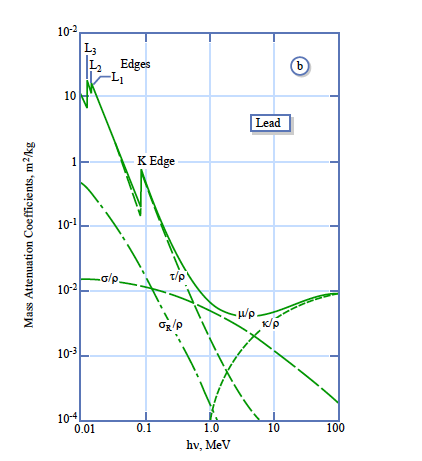 10-2
L3
L2 Edges
L1
b
10
Lead
1
K Edge
10-1
σ/ρ
τ/ρ
10-2
μ/ρ
σR/ρ
κ/ρ
10-3
10-4
0.01 0.1 1.0 10 100
hν, MeV
Mass Attenuation Coefficients, m2/kg